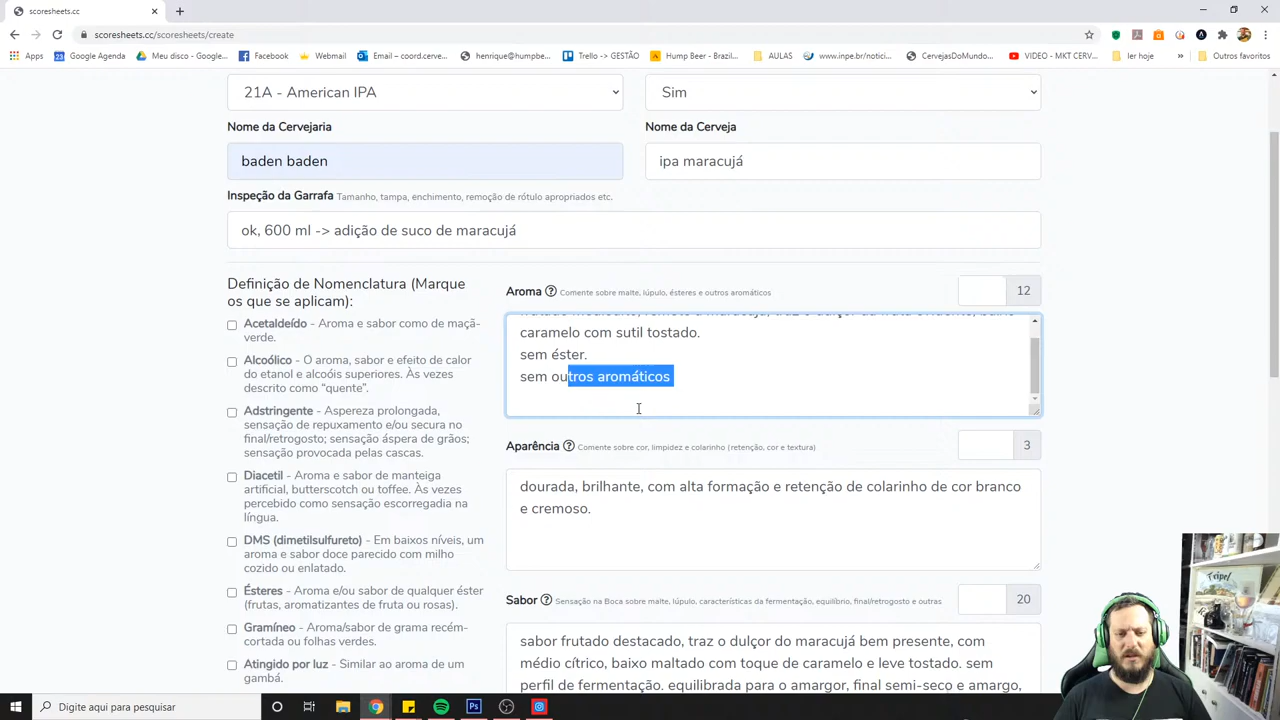 scoresheets.cc
scoresheets.cc/scoresheets/create
Apps
Google Agenda
Meu disco - Google...
Facebook
Webmail
Email – coord.cerve...
henrique@humpbe...
Trello -> GESTÃO
Hump Beer - Brazil...
AULAS
www.inpe.br/notici...
CervejasDoMundo...
VIDEO - MKT CERV...
ler hoje
»
Outros favoritos
21A - American IPA
Sim
Nome da Cervejaria
Nome da Cerveja
baden baden
ipa maracujá
Inspeção da Garrafa Tamanho, tampa, enchimento, remoção de rótulo apropriados etc.
ok, 600 ml -> adição de suco de maracujá
Definição de Nomenclatura (Marque
os que se aplicam):
Acetaldeído - Aroma e sabor como de maçã-
verde.
Alcoólico - O aroma, sabor e efeito de calor
do etanol e alcoóis superiores. Às vezes
descrito como “quente”.
Adstringente - Aspereza prolongada,
sensação de repuxamento e/ou secura no
final/retrogosto; sensação áspera de grãos;
sensação provocada pelas cascas.
Diacetil - Aroma e sabor de manteiga
artificial, butterscotch ou toffee. Às vezes
percebido como sensação escorregadia na
língua.
DMS (dimetilsulfureto) - Em baixos níveis, um
aroma e sabor doce parecido com milho
cozido ou enlatado.
Ésteres - Aroma e/ou sabor de qualquer éster
(frutas, aromatizantes de fruta ou rosas).
Gramíneo - Aroma/sabor de grama recém-
cortada ou folhas verdes.
Atingido por luz - Similar ao aroma de um
gambá.
Aroma Comente sobre malte, lúpulo, ésteres e outros aromáticos
12
caramelo com sutil tostado.
sem éster.
sem outros aromáticos
Aparência Comente sobre cor, limpidez e colarinho (retenção, cor e textura)
3
dourada, brilhante, com alta formação e retenção de colarinho de cor branco
e cremoso.
Sabor Sensação na Boca sobre malte, lúpulo, características da fermentação, equilíbrio, final/retrogosto e outras
20
sabor frutado destacado, traz o dulçor do maracujá bem presente, com
médio cítrico, baixo maltado com toque de caramelo e leve tostado. sem
perfil de fermentação. equilibrada para o amargor, final semi-seco e amargo,
Tripel
Digite aqui para pesquisar